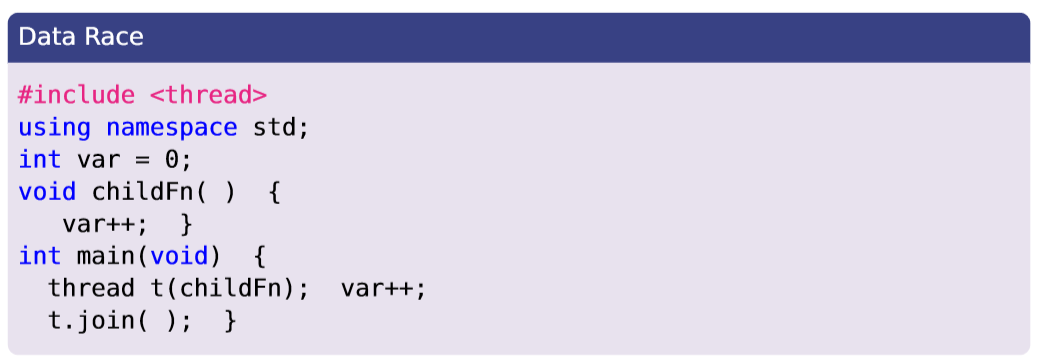 Data Race
#include <thread>
using namespace std;
int var = 0;
void childFn( )  {
   var++;  }
int main(void)  {
  thread t(childFn);  var++;
  t.join( );  }